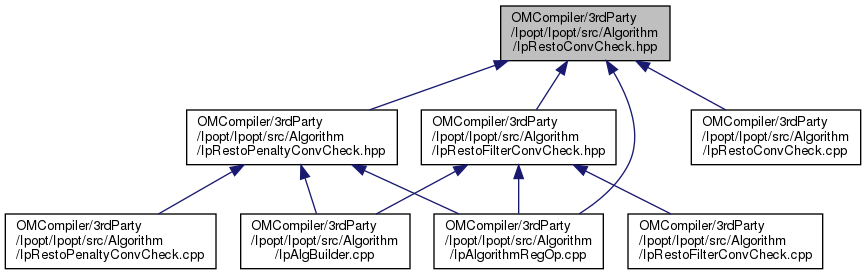 OMCompiler/3rdParty
/Ipopt/Ipopt/src/Algorithm
/IpRestoConvCheck.hpp
OMCompiler/3rdParty
/Ipopt/Ipopt/src/Algorithm
/IpRestoPenaltyConvCheck.hpp
OMCompiler/3rdParty
/Ipopt/Ipopt/src/Algorithm
/IpRestoFilterConvCheck.hpp
OMCompiler/3rdParty
/Ipopt/Ipopt/src/Algorithm
/IpRestoConvCheck.cpp
OMCompiler/3rdParty
/Ipopt/Ipopt/src/Algorithm
/IpRestoPenaltyConvCheck.cpp
OMCompiler/3rdParty
/Ipopt/Ipopt/src/Algorithm
/IpAlgBuilder.cpp
OMCompiler/3rdParty
/Ipopt/Ipopt/src/Algorithm
/IpAlgorithmRegOp.cpp
OMCompiler/3rdParty
/Ipopt/Ipopt/src/Algorithm
/IpRestoFilterConvCheck.cpp